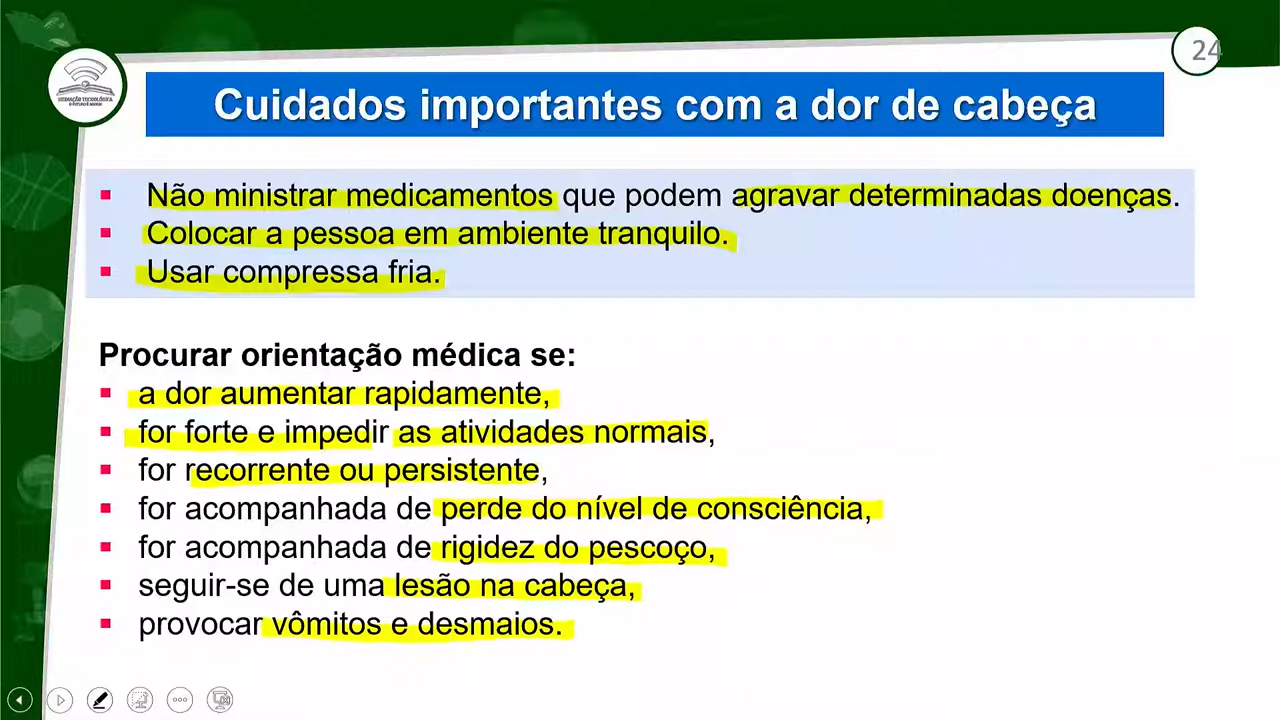 24
MEDIAÇÃO TECNOLÓGICA
Cuidados importantes com a dor de cabeça
▪ Não ministrar medicamentos que podem agravar determinadas doenças.
▪ Colocar a pessoa em ambiente tranquilo.
▪ Usar compressa fria.
Procurar orientação médica se:
▪ a dor aumentar rapidamente,
▪ for forte e impedir as atividades normais,
▪ for recorrente ou persistente,
▪ for acompanhada de perde do nível de consciência,
▪ for acompanhada de rigidez do pescoço,
▪ seguir-se de uma lesão na cabeça,
▪ provocar vômitos e desmaios.